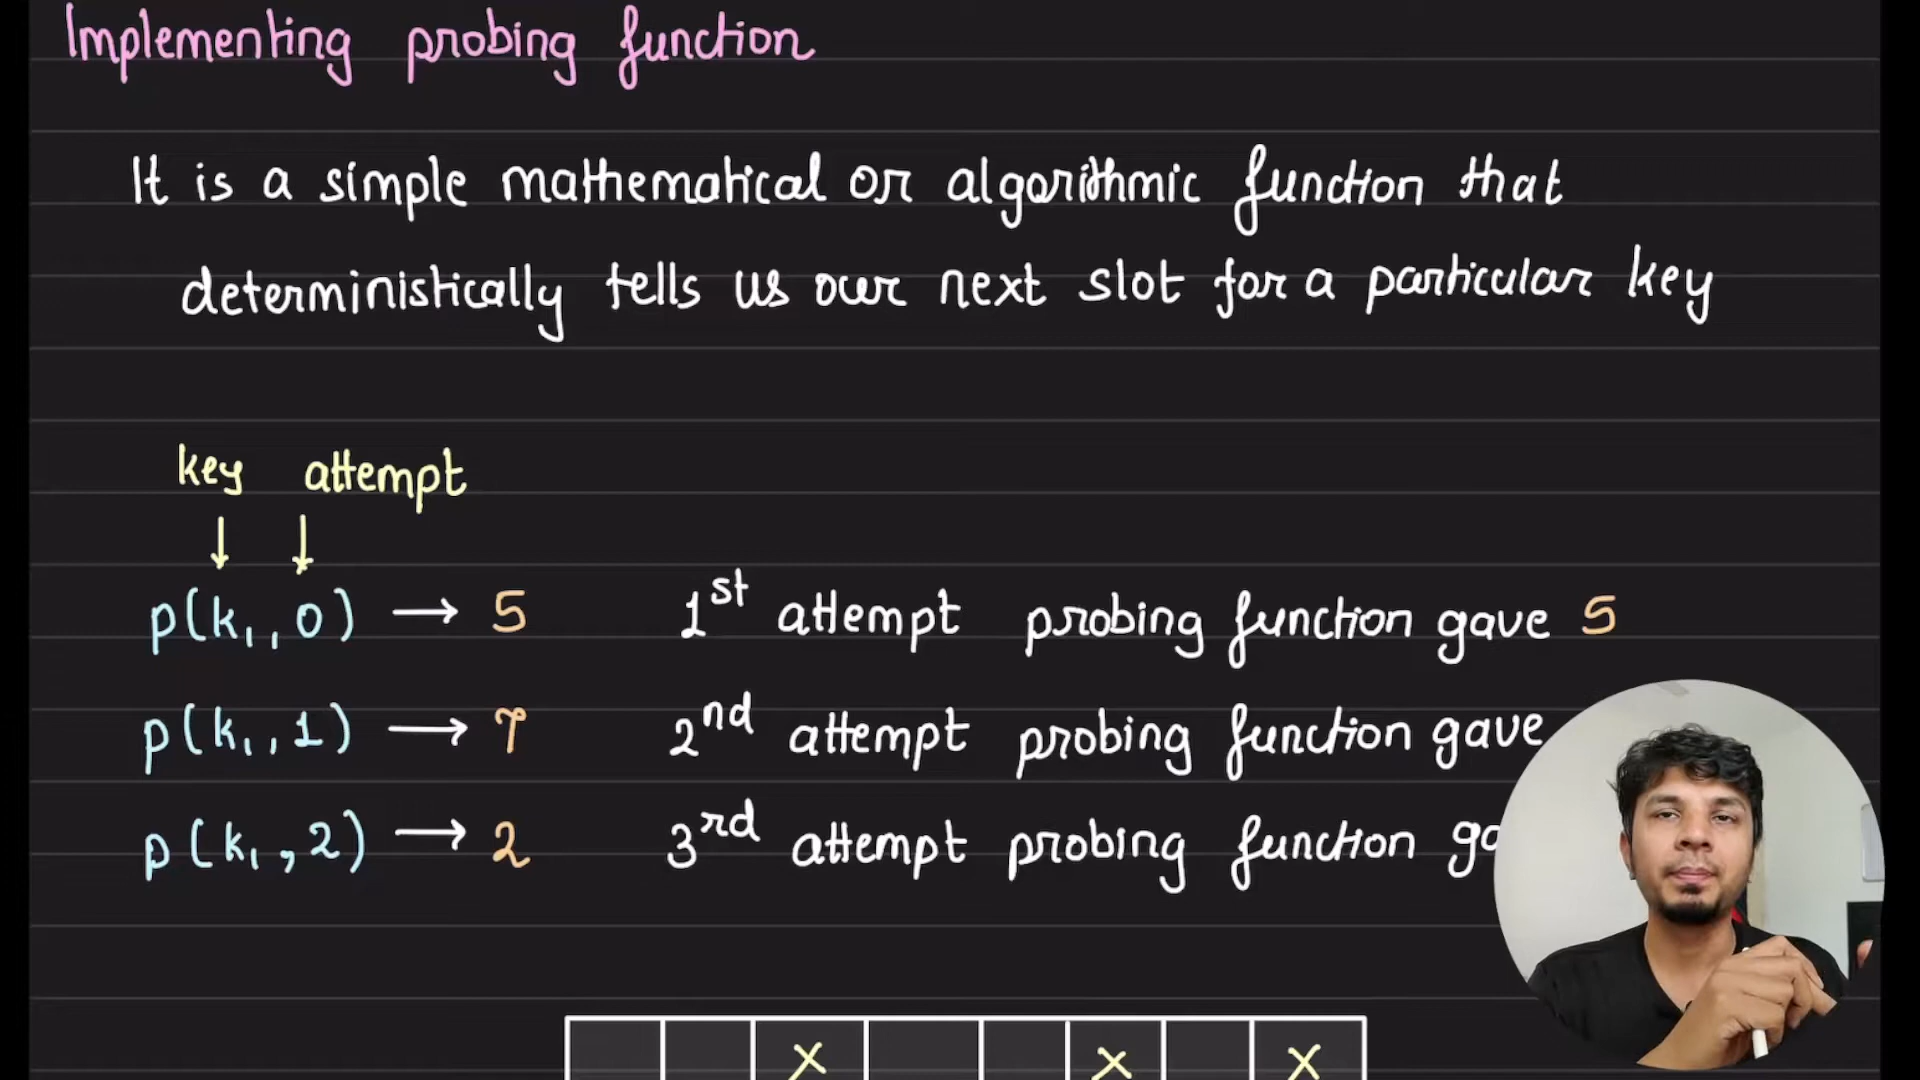 Implementing probing function
It is a simple mathematical or algorithmic function that
deterministically tells us our next slot for a particular key
key attempt
↓ ↓
p(k₁, 0) → 5 1st attempt probing function gave 5
p(k₁, 1) → 7 2nd attempt probing function gave
p(k₁, 2) → 2 3rd attempt probing function
X X X